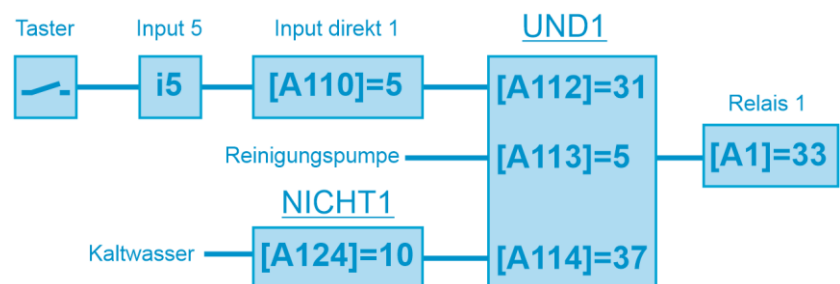 Taster
Input 5
Input direkt 1
UND1
i5
[A110]=5
[A112]=31
Relais 1
Reinigungspumpe
[A113]=5
[A1]=33
NICHT1
Kaltwasser
[A124]=10
[A114]=37